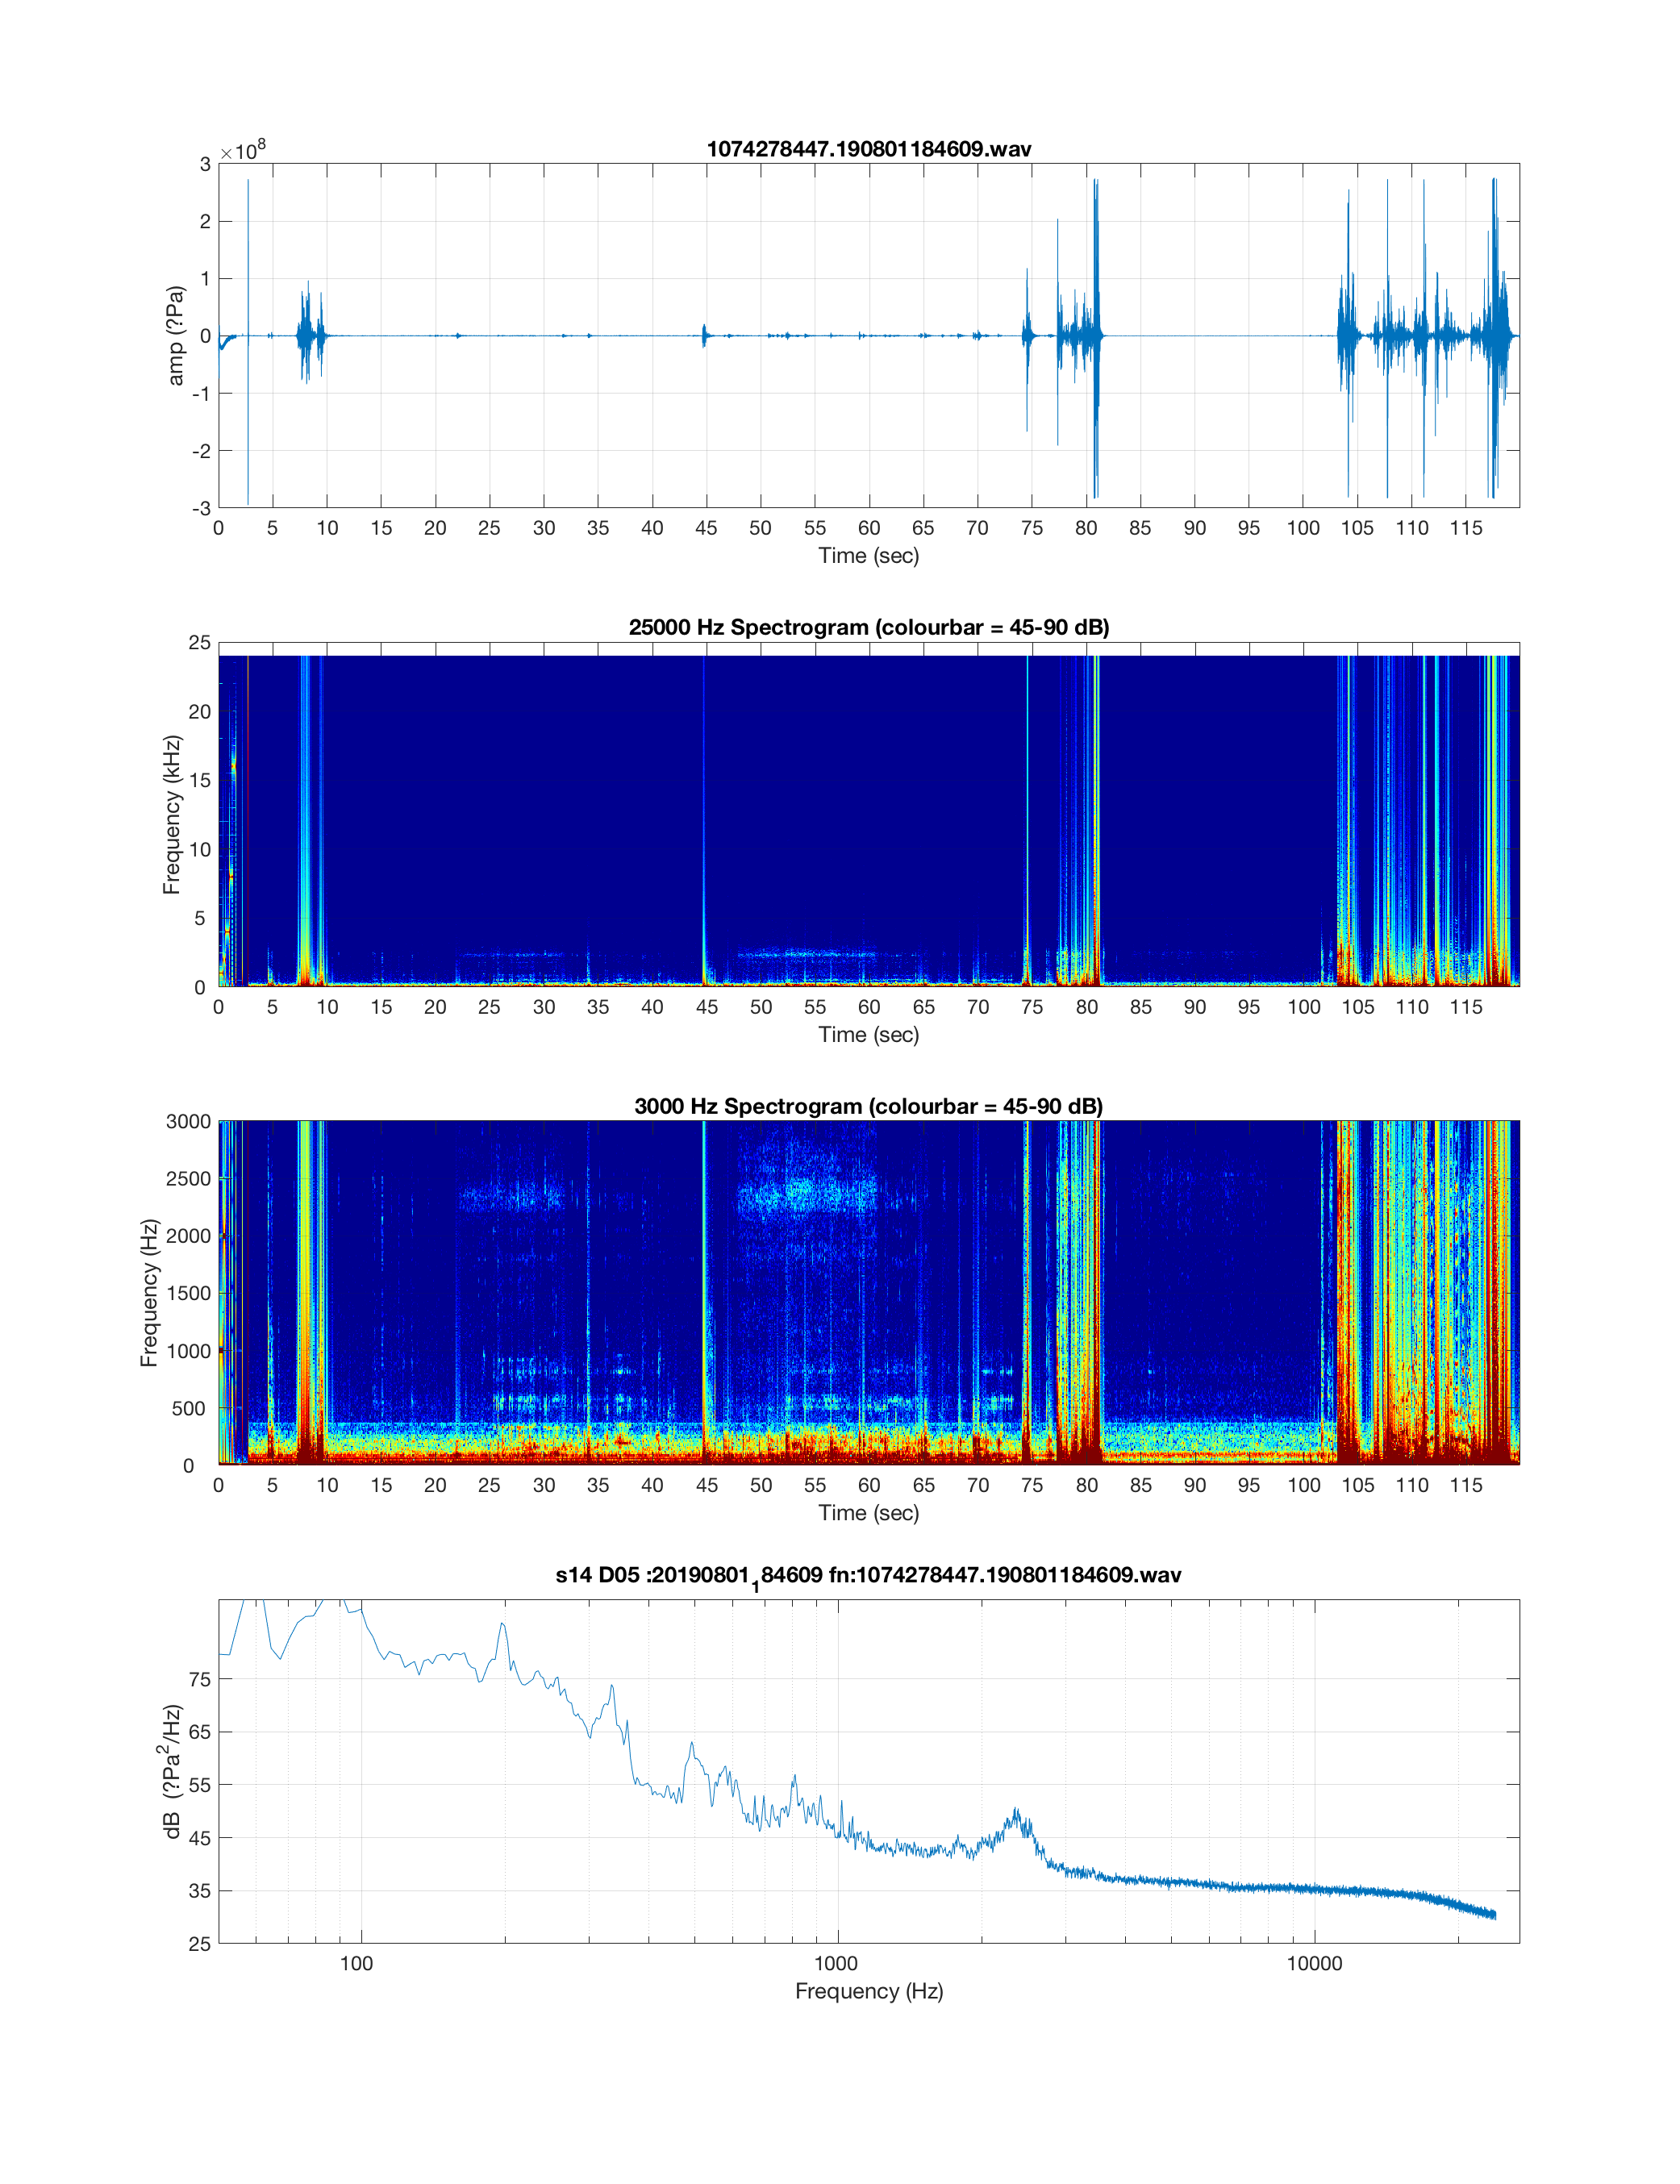 1074278447.190801184609.wav
×10^8
3
2
1
0
-1
-2
-3
amp (?Pa)
0 5 10 15 20 25 30 35 40 45 50 55 60 65 70 75 80 85 90 95 100 105 110 115
Time (sec)
25000 Hz Spectrogram (colourbar = 45-90 dB)
25
20
15
10
5
0
Frequency (kHz)
0 5 10 15 20 25 30 35 40 45 50 55 60 65 70 75 80 85 90 95 100 105 110 115
Time (sec)
3000 Hz Spectrogram (colourbar = 45-90 dB)
3000
2500
2000
1500
1000
500
0
Frequency (Hz)
0 5 10 15 20 25 30 35 40 45 50 55 60 65 70 75 80 85 90 95 100 105 110 115
Time (sec)
s14 D05 :20190801_184609 fn:1074278447.190801184609.wav
75
65
55
45
35
25
dB (?Pa^2/Hz)
100 1000 10000
Frequency (Hz)